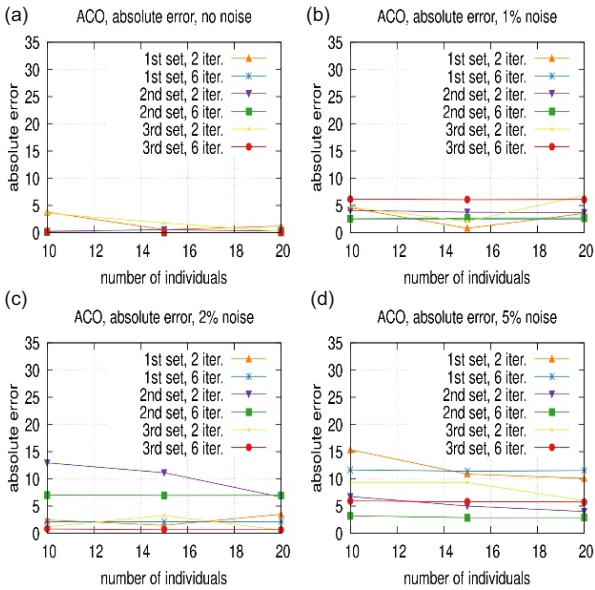 (a)
ACO, absolute error, no noise
absolute error
35
30
25
20
15
10
5
0
1st set, 2 iter.
1st set, 6 iter.
2nd set, 2 iter.
2nd set, 6 iter.
3rd set, 2 iter.
3rd set, 6 iter.
10 12 14 16 18 20
number of individuals
(b)
ACO, absolute error, 1% noise
absolute error
35
30
25
20
15
10
5
0
1st set, 2 iter.
1st set, 6 iter.
2nd set, 2 iter.
2nd set, 6 iter.
3rd set, 2 iter.
3rd set, 6 iter.
10 12 14 16 18 20
number of individuals
(c)
ACO, absolute error, 2% noise
absolute error
35
30
25
20
15
10
5
0
1st set, 2 iter.
1st set, 6 iter.
2nd set, 2 iter.
2nd set, 6 iter.
3rd set, 2 iter.
3rd set, 6 iter.
10 12 14 16 18 20
number of individuals
(d)
ACO, absolute error, 5% noise
absolute error
35
30
25
20
15
10
5
0
1st set, 2 iter.
1st set, 6 iter.
2nd set, 2 iter.
2nd set, 6 iter.
3rd set, 2 iter.
3rd set, 6 iter.
10 12 14 16 18 20
number of individuals